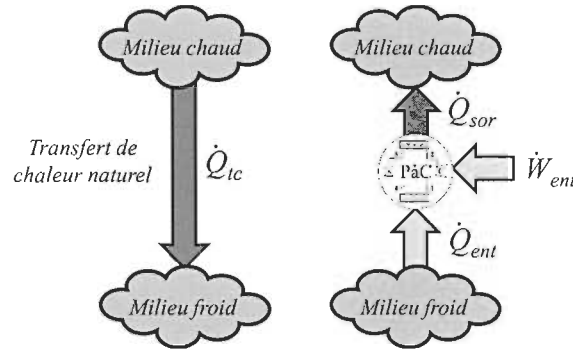 Milieu chaud
Transfert de
chaleur naturel
Q̇tc
Milieu froid
Milieu chaud
Q̇sor
PàC
Ẇent
Q̇ent
Milieu froid